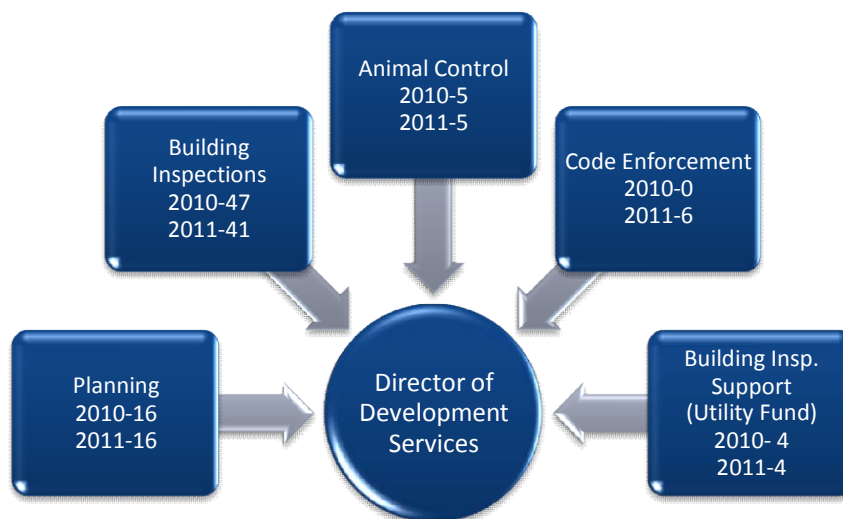 Animal Control
2010-5
2011-5
Building
Inspections
2010-47
2011-41
Code Enforcement
2010-0
2011-6
Planning
2010-16
2011-16
Director of
Development
Services
Building Insp.
Support
(Utility Fund)
2010- 4
2011-4